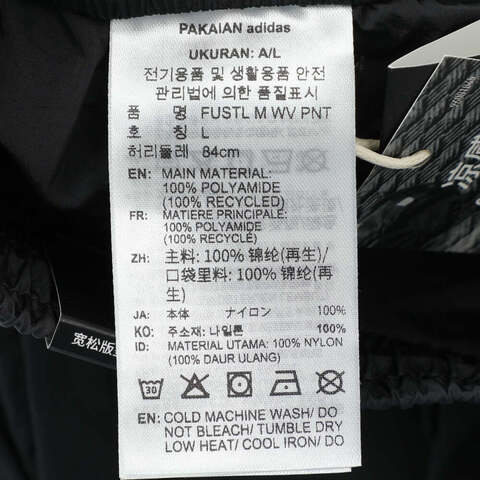 PAKAIAN adidas
UKURAN: A/L
전기용품 및 생활용품 안전
관리법에 의한 품질표시
품 명 FUSTL M WV PNT
호 칭 L
허리둘레 84cm
EN: MAIN MATERIAL:
100% POLYAMIDE
(100% RECYCLED)
FR: MATIERE PRINCIPALE:
100% POLYAMIDE
(100% RECYCLÉ)
ZH: 主料: 100% 锦纶(再生)/
口袋里料: 100% 锦纶(再
生)
JA: 本体 ナイロン 100%
KO: 주소재: 나일론 100%
ID: MATERIAL UTAMA: 100% NYLON
(100% DAUR ULANG)
30
EN: COLD MACHINE WASH/ DO
NOT BLEACH/ TUMBLE DRY
LOW HEAT/ COOL IRON/ DO
宽松版